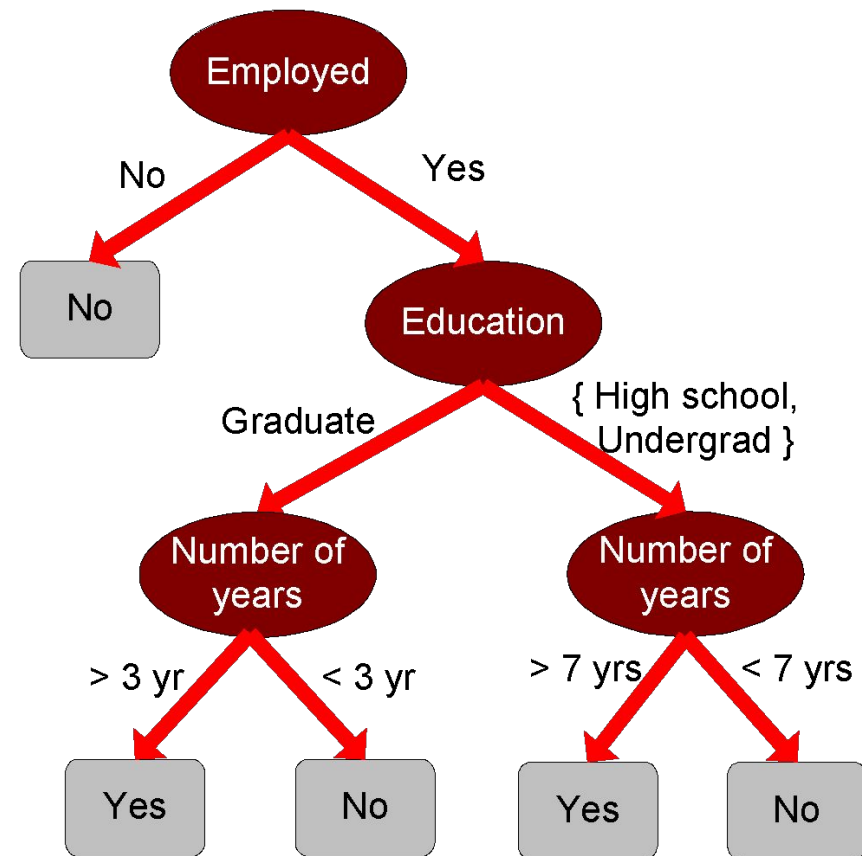 Employed
No
Yes
No
Education
Graduate
{ High school,
Undergrad }
Number of
years
Number of
years
> 3 yr
< 3 yr
> 7 yrs
< 7 yrs
Yes
No
Yes
No